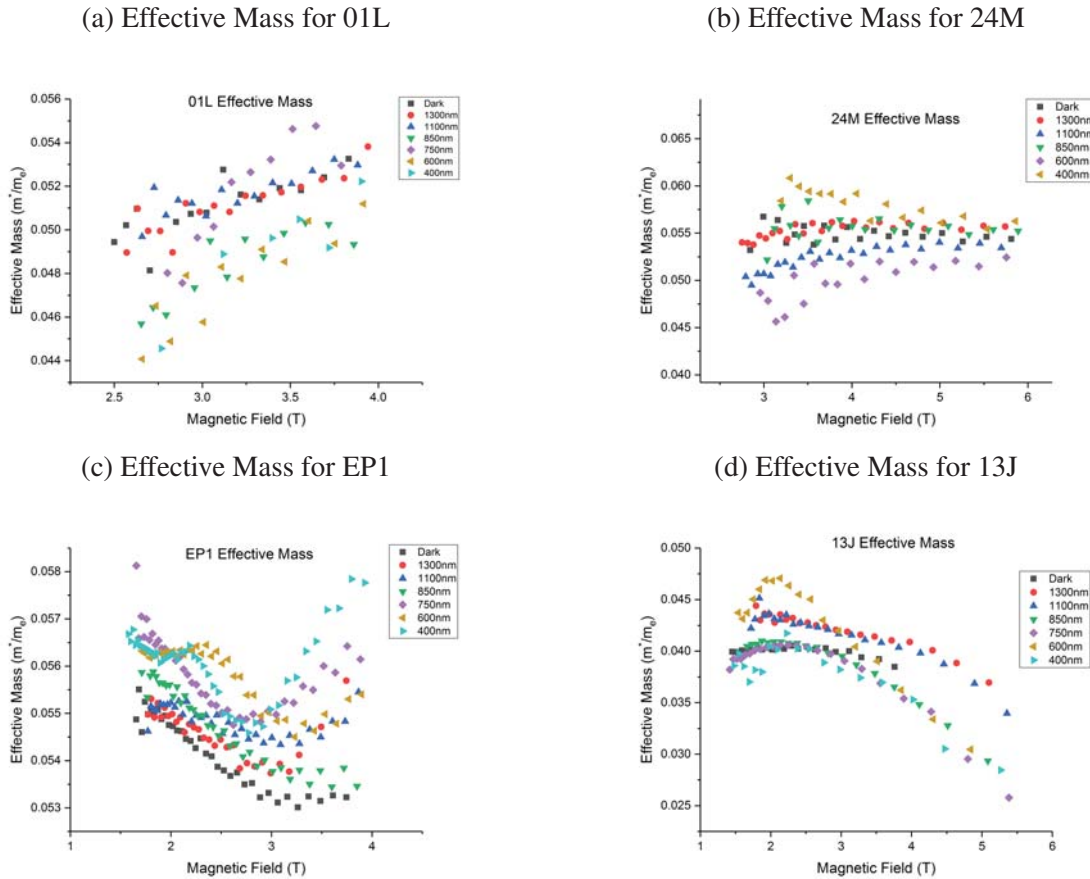 (a) Effective Mass for 01L
(b) Effective Mass for 24M
01L Effective Mass
Dark
1300nm
1100nm
850nm
750nm
600nm
400nm
0.056
0.054
0.052
0.050
0.048
0.046
0.044
Effective Mass (m*/me)
2.5
3.0
3.5
4.0
Magnetic Field (T)
24M Effective Mass
Dark
1300nm
1100nm
850nm
600nm
400nm
0.065
0.060
0.055
0.050
0.045
0.040
Effective Mass (m*/me)
3
4
5
6
Magnetic Field (T)
(c) Effective Mass for EP1
(d) Effective Mass for 13J
EP1 Effective Mass
Dark
1300nm
1100nm
850nm
750nm
600nm
400nm
0.058
0.057
0.056
0.055
0.054
0.053
Effective Mass (m*/me)
1
2
3
4
Magnetic Field (T)
13J Effective Mass
Dark
1300nm
1100nm
850nm
750nm
600nm
400nm
0.050
0.045
0.040
0.035
0.030
0.025
Effective Mass (m*/me)
1
2
3
4
5
6
Magnetic Field (T)